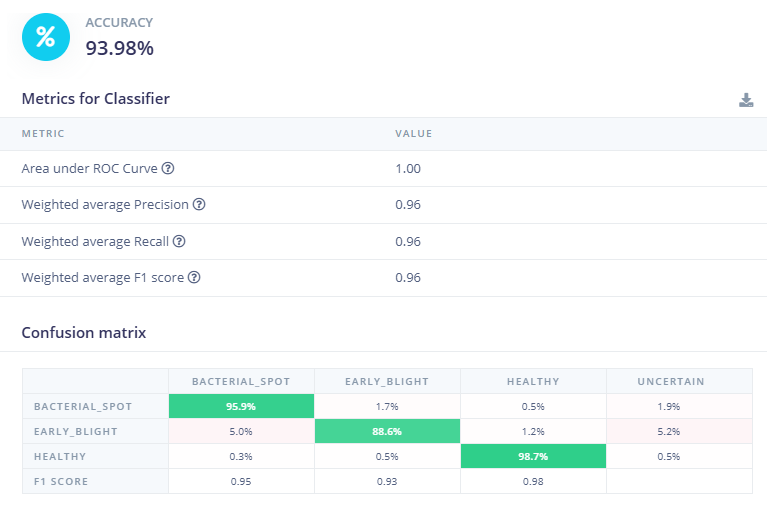 %
ACCURACY
93.98%
Metrics for Classifier
METRIC VALUE
Area under ROC Curve ? 1.00
Weighted average Precision ? 0.96
Weighted average Recall ? 0.96
Weighted average F1 score ? 0.96
Confusion matrix
BACTERIAL_SPOT EARLY_BLIGHT HEALTHY UNCERTAIN
BACTERIAL_SPOT 95.9% 1.7% 0.5% 1.9%
EARLY_BLIGHT 5.0% 88.6% 1.2% 5.2%
HEALTHY 0.3% 0.5% 98.7% 0.5%
F1 SCORE 0.95 0.93 0.98